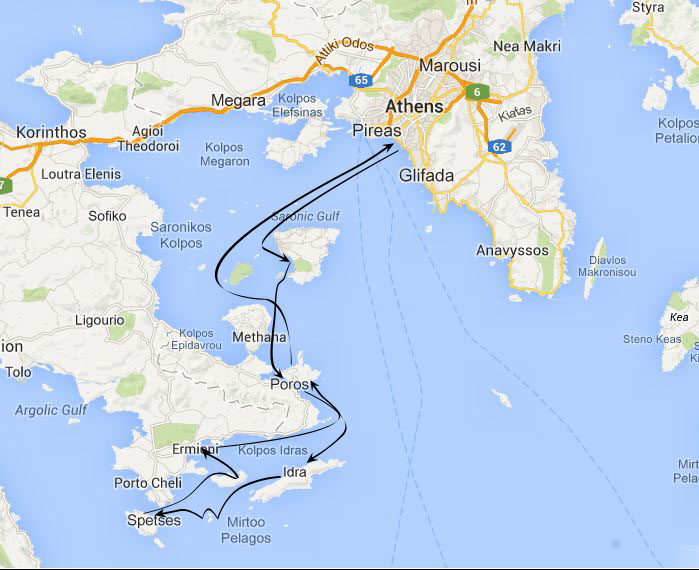 Styra
Nea Makri
Attiki Odos
Marousi
65
6
Megara
Kolpos
Elefsinas
Athens
Kiafas
Kolpos
Petalion
Korinthos
Agioi
Theodoroi
Pireas
62
Kolpos
Megaron
Loutra Elenis
Glifada
7
Tenea
Sofiko
Saronic Gulf
Saronikos
Kolpos
Anavyssos
Diavlos
Makronisou
Ligourio
Kea
Kolpos
Epidavrou
Methana
Steno Keas
ion
Tolo
Poros
Argolic Gulf
Ermioni
Kolpos Idras
Idra
Mirt
Pela
Porto Cheli
Spetses
Mirtoo
Pelagos